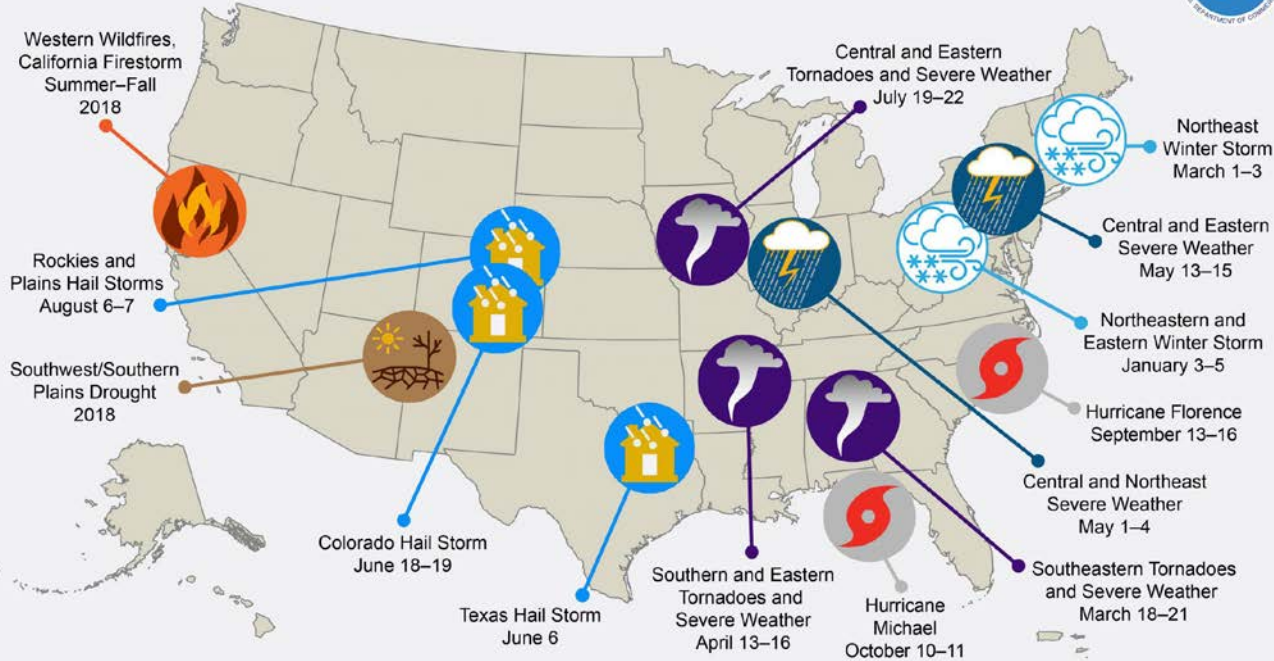 DEPARTMENT OF COMM
Western Wildfires,
California Firestorm
Summer–Fall
2018
Central and Eastern
Tornadoes and Severe Weather
July 19–22
Northeast
Winter Storm
March 1–3
Central and Eastern
Severe Weather
May 13–15
Rockies and
Plains Hail Storms
August 6–7
Northeastern and
Eastern Winter Storm
January 3–5
Southwest/Southern
Plains Drought
2018
Hurricane Florence
September 13–16
Central and Northeast
Severe Weather
May 1–4
Colorado Hail Storm
June 18–19
Texas Hail Storm
June 6
Southern and Eastern
Tornadoes and
Severe Weather
April 13–16
Hurricane
Michael
October 10–11
Southeastern Tornadoes
and Severe Weather
March 18–21